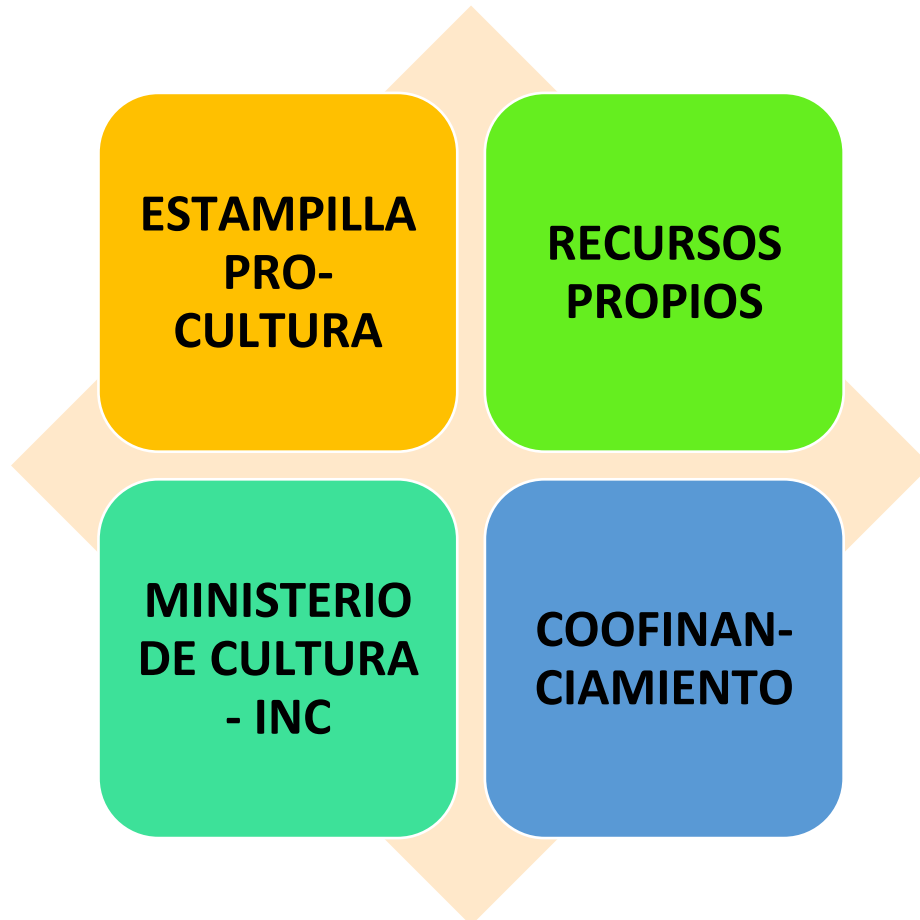 ESTAMPILLA
PRO-
CULTURA
RECURSOS
PROPIOS
MINISTERIO
DE CULTURA
- INC
COOFINAN-
CIAMIENTO